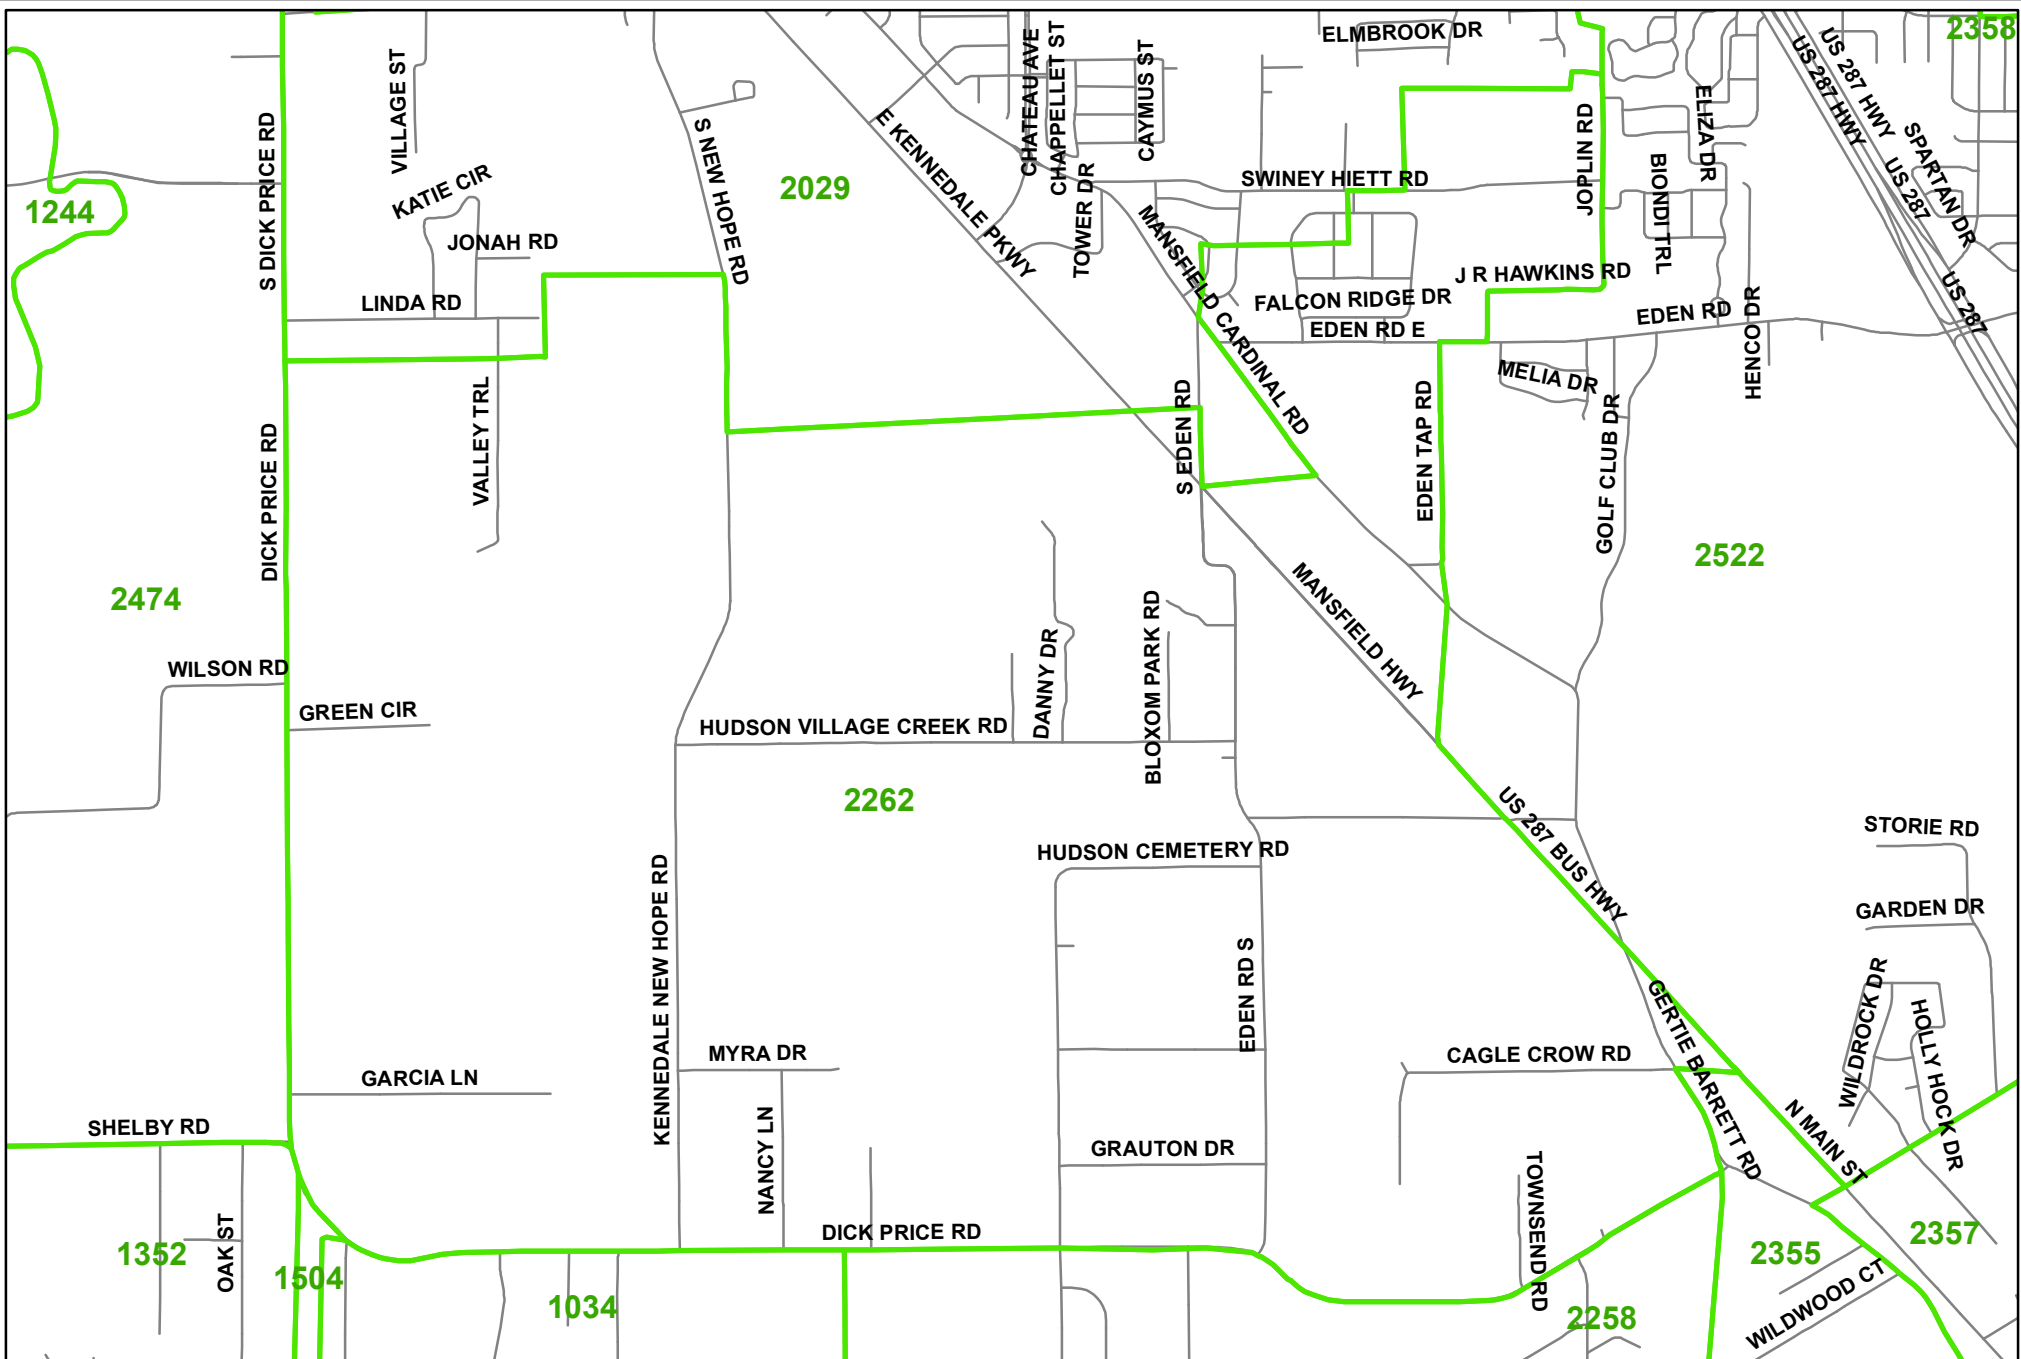 2358
ELMBROOK DR
US 287 HWY
US 287 HWY
VILLAGE ST
CHATEAU AVE
CHAPPELLET ST
CAYMUS ST
ELIZA DR
S DICK PRICE RD
S NEW HOPE RD
E KENNEDALE PKWY
JOPLIN RD
SPARTAN DR
KATIE CIR
2029
SWINEY HIETT RD
BIONDI TRL
US 287
1244
TOWER DR
MANSFIELD CARDINAL RD
JONAH RD
J R HAWKINS RD
US 287
LINDA RD
FALCON RIDGE DR
EDEN RD E
EDEN RD
HENCO DR
MELIA DR
VALLEY TRL
S EDEN RD
EDEN TAP RD
GOLF CLUB DR
DICK PRICE RD
2522
2474
MANSFIELD HWY
WILSON RD
DANNY DR
BLOXOM PARK RD
GREEN CIR
HUDSON VILLAGE CREEK RD
2262
US 287 BUS HWY
STORIE RD
HUDSON CEMETERY RD
GARDEN DR
KENNEDALE NEW HOPE RD
EDEN RD S
WILDROCK DR
HOLLY HOCK DR
GERTIE BARRETT RD
MYRA DR
CAGLE CROW RD
GARCIA LN
N MAIN ST
SHELBY RD
NANCY LN
GRAUTON DR
TOWNSEND RD
OAK ST
DICK PRICE RD
1352
1504
1034
2355
2357
2258
WILDWOOD CT